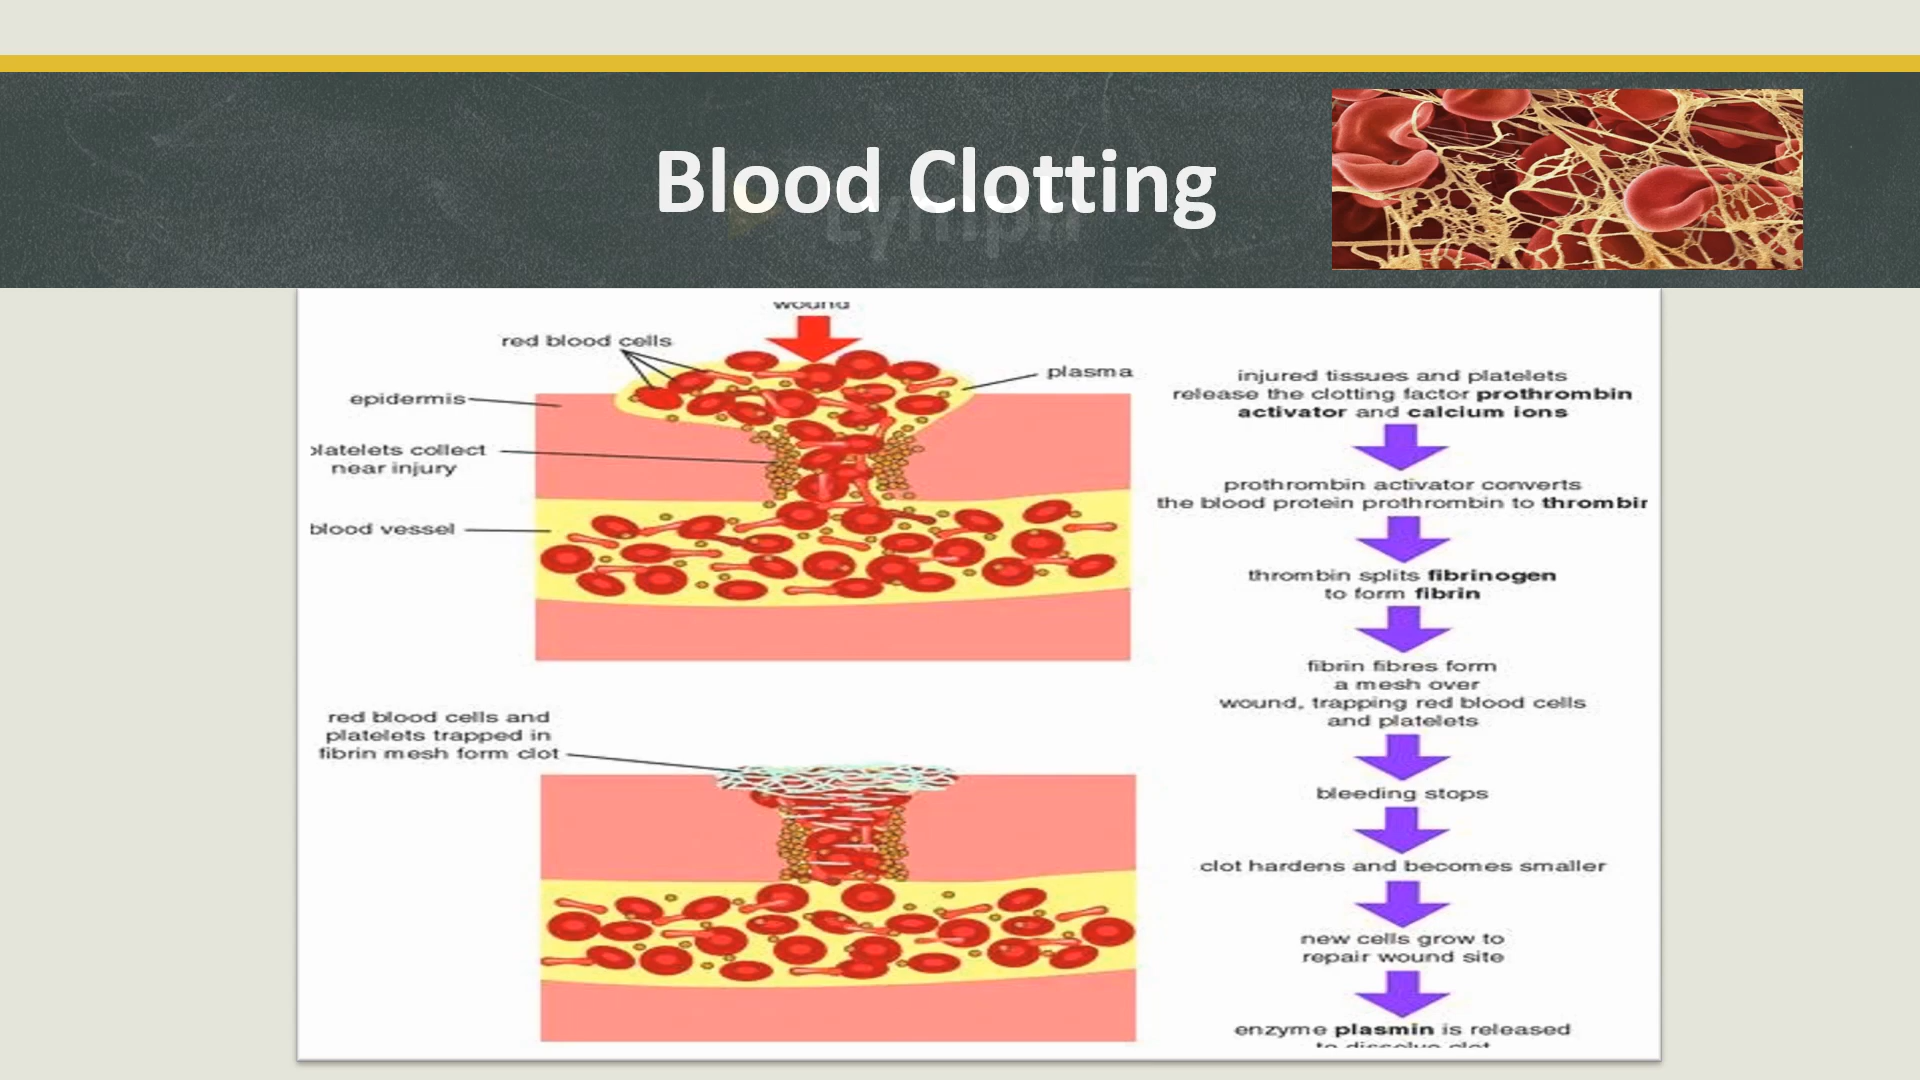 Blood Clotting
Lymph
wound
red blood cells
plasma
epidermis
platelets collect
near injury
blood vessel
injured tissues and platelets
release the clotting factor prothrombin
activator and calcium ions
prothrombin activator converts
the blood protein prothrombin to thrombin
thrombin splits fibrinogen
to form fibrin
fibrin fibres form
a mesh over
wound, trapping red blood cells
and platelets
red blood cells and
platelets trapped in
fibrin mesh form clot
bleeding stops
clot hardens and becomes smaller
new cells grow to
repair wound site
enzyme plasmin is released
to dissolve clot